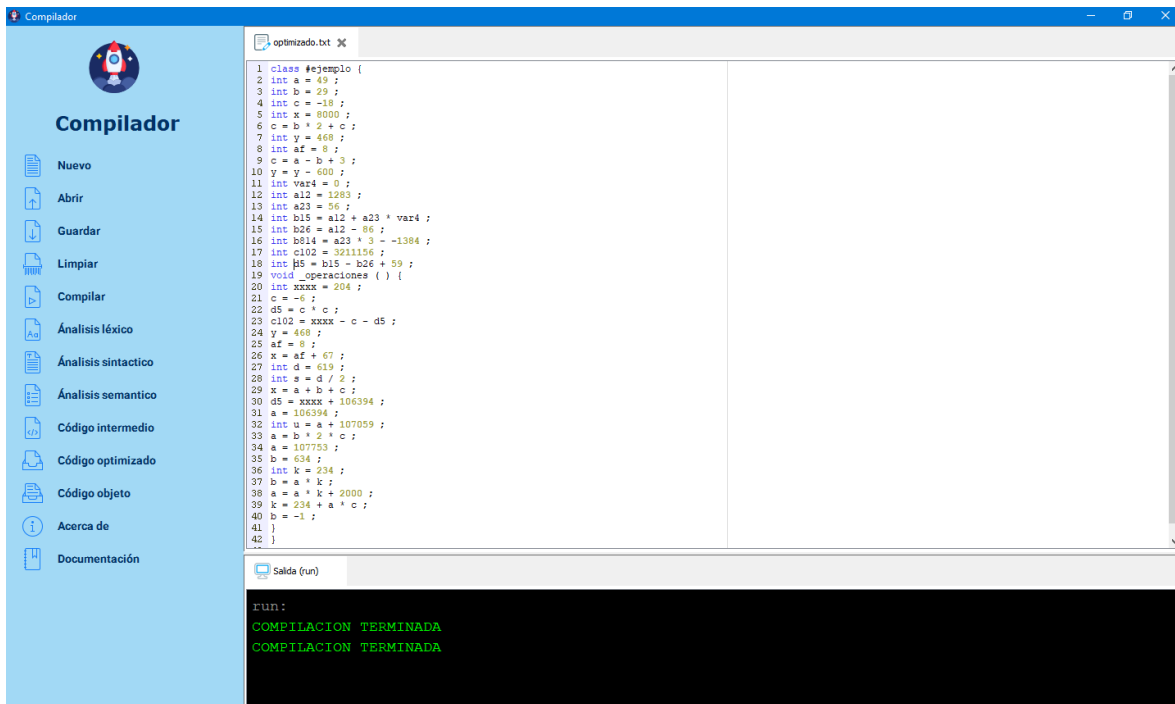 Compilador
Compilador
Nuevo
Abrir
Guardar
Limpiar
Compilar
Ánalisis léxico
Ánalisis sintactico
Ánalisis semantico
Código intermedio
Código optimizado
Código objeto
Acerca de
Documentación
optimizado.txt
1 class #ejemplo {
2 int a = 49 ;
3 int b = 29 ;
4 int c = -18 ;
5 int x = 8000 ;
6 c = b * 2 + c ;
7 int y = 468 ;
8 int af = 8 ;
9 c = a - b + 3 ;
10 y = y - 600 ;
11 int var4 = 0 ;
12 int a12 = 1283 ;
13 int a23 = 56 ;
14 int b15 = a12 + a23 * var4 ;
15 int b26 = a12 - 86 ;
16 int b814 = a23 * 3 - -1384 ;
17 int c102 = 3211156 ;
18 int d5 = b15 - b26 + 59 ;
19 void _operaciones ( ) {
20 int xxxx = 204 ;
21 c = -6 ;
22 d5 = c * c ;
23 c102 = xxxx - c - d5 ;
24 y = 468 ;
25 af = 8 ;
26 x = af + 67 ;
27 int d = 619 ;
28 int s = d / 2 ;
29 x = a + b + c ;
30 d5 = xxxx + 106394 ;
31 a = 106394 ;
32 int u = a + 107059 ;
33 a = b * 2 * c ;
34 a = 107753 ;
35 b = 634 ;
36 int k = 234 ;
37 b = a * k ;
38 a = a * k + 2000 ;
39 k = 234 + a * c ;
40 b = -1 ;
41 }
42 }
Salida (run)
run:
COMPILACION TERMINADA
COMPILACION TERMINADA